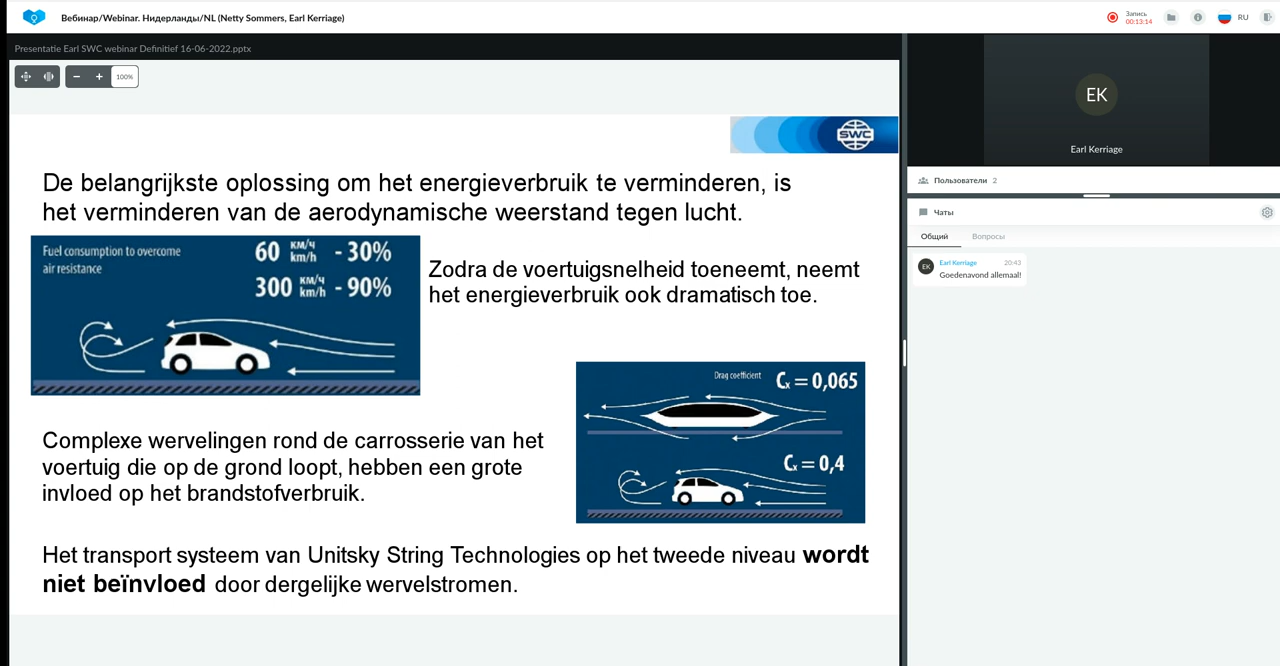 Вебинар/Webinar. Нидерланды/NL (Netty Sommers, Earl Kerriage)
Запись
00:13:14
RU
Presentatie Earl SWC webinar Definitief 16-06-2022.pptx
100%
SWC
De belangrijkste oplossing om het energieverbruik te verminderen, is
het verminderen van de aerodynamische weerstand tegen lucht.
Fuel consumption to overcome
air resistance
60 км/ч km/h - 30%
300 км/ч km/h - 90%
Zodra de voertuigsnelheid toeneemt, neemt
het energieverbruik ook dramatisch toe.
Drag coefficient Cx = 0,065
Cx = 0,4
Complexe wervelingen rond de carrosserie van het
voertuig die op de grond loopt, hebben een grote
invloed op het brandstofverbruik.
Het transport systeem van Unitsky String Technologies op het tweede niveau wordt
niet beïnvloed door dergelijke wervelstromen.
EK
Earl Kerriage
Пользователи 2
Чаты
Общий Вопросы
EK Earl Kerriage 20:43
Goedenavond allemaal!